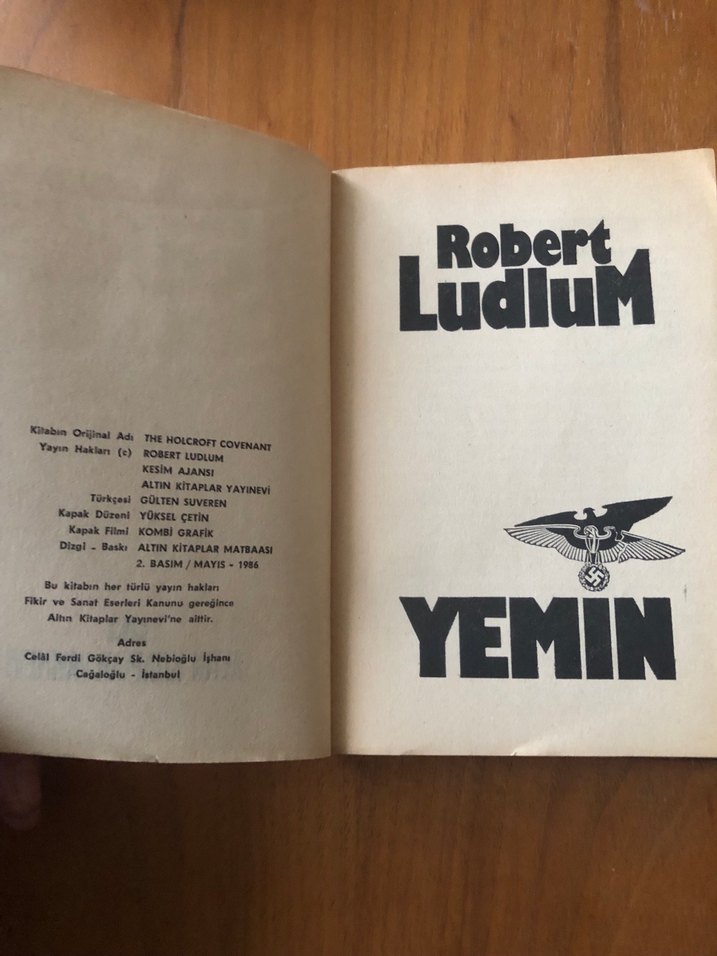 Kitabın Orijinal Adı THE HOLCROFT COVENANT
Yayın Hakları (c) ROBERT LUDLUM
KESİM AJANSI
ALTIN KİTAPLAR YAYINEVİ
Türkçesi GÜLTEN SUVEREN
Kapak Düzeni YÜKSEL ÇETİN
Kapak Filmi KOMBİ GRAFİK
Dizgi - Baskı ALTIN KİTAPLAR MATBAASI
2. BASIM / MAYIS - 1986
Bu kitabın her türlü yayın hakları
Fikir ve Sanat Eserleri Kanunu gereğince
Altın Kitaplar Yayınevi'ne aittir.
Adres
Celâl Ferdi Gökçay Sk. Nebioğlu İşhanı
Cağaloğlu - İstanbul
Robert
LudluM
YEMIN